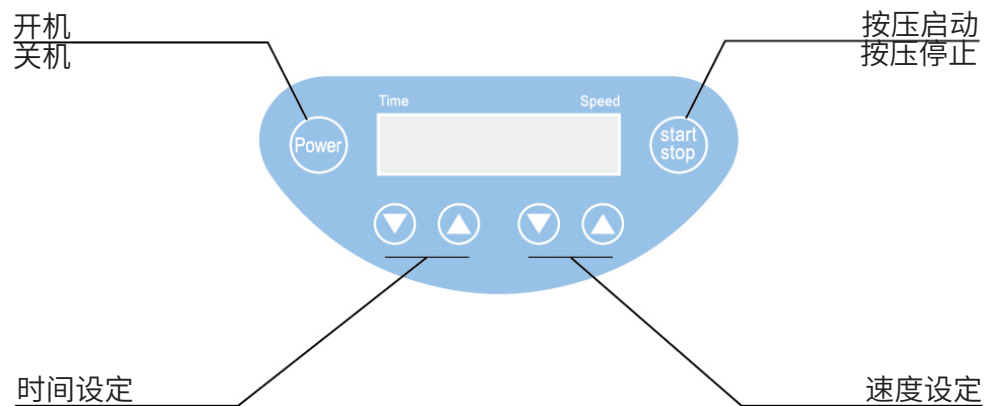 开机
关机
按压启动
按压停止
Time
Speed
Power
start
stop
时间设定
速度设定